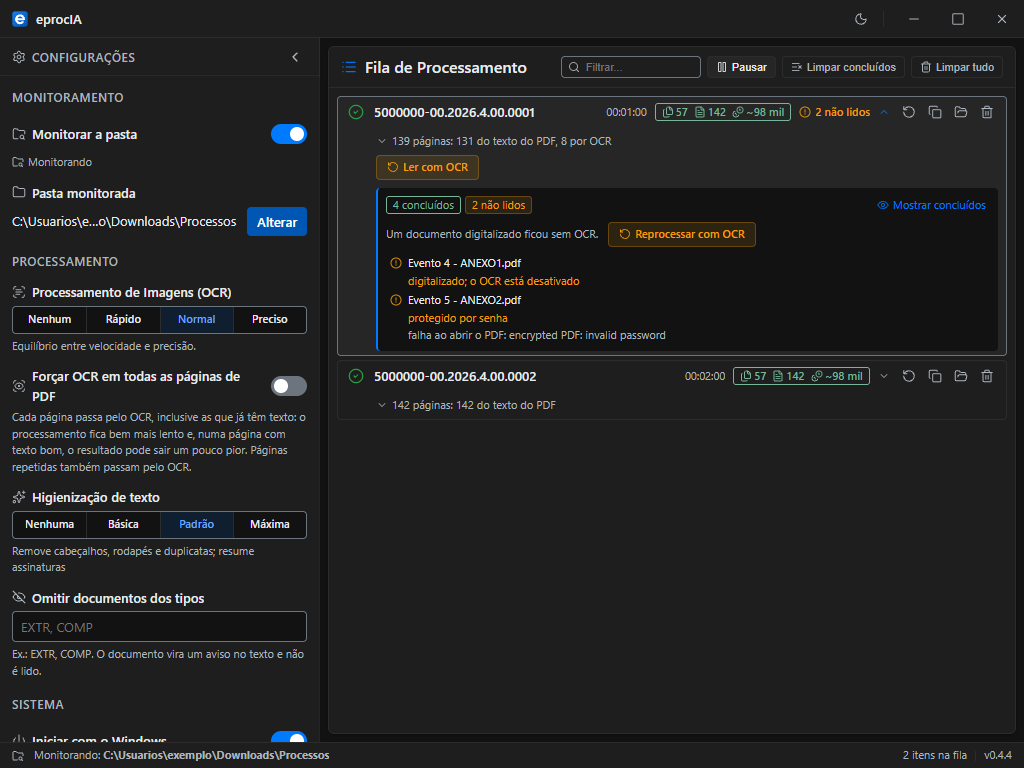 eprocIA
CONFIGURAÇÕES
MONITORAMENTO
Monitorar a pasta
Monitorando
Pasta monitorada
C:\Usuarios\e...o\Downloads\Processos
Alterar
PROCESSAMENTO
Processamento de Imagens (OCR)
Nenhum Rápido Normal Preciso
Equilíbrio entre velocidade e precisão.
Forçar OCR em todas as páginas de
PDF
Cada página passa pelo OCR, inclusive as que já têm texto: o
processamento fica bem mais lento e, numa página com
texto bom, o resultado pode sair um pouco pior. Páginas
repetidas também passam pelo OCR.
Higienização de texto
Nenhuma Básica Padrão Máxima
Remove cabeçalhos, rodapés e duplicatas; resume
assinaturas
Omitir documentos dos tipos
EXTR, COMP
Ex.: EXTR, COMP. O documento vira um aviso no texto e não
é lido.
SISTEMA
Iniciar com o Windows
Fila de Processamento
Filtrar...
Pausar
Limpar concluídos
Limpar tudo
5000000-00.2026.4.00.0001 00:01:00 57 142 ~98 mil 2 não lidos
139 páginas: 131 do texto do PDF, 8 por OCR
Ler com OCR
4 concluídos 2 não lidos Mostrar concluídos
Um documento digitalizado ficou sem OCR. Reprocessar com OCR
Evento 4 - ANEXO1.pdf
digitalizado; o OCR está desativado
Evento 5 - ANEXO2.pdf
protegido por senha
falha ao abrir o PDF: encrypted PDF: invalid password
5000000-00.2026.4.00.0002 00:02:00 57 142 ~98 mil
142 páginas: 142 do texto do PDF
Monitorando: C:\Usuarios\exemplo\Downloads\Processos
2 itens na fila v0.4.4